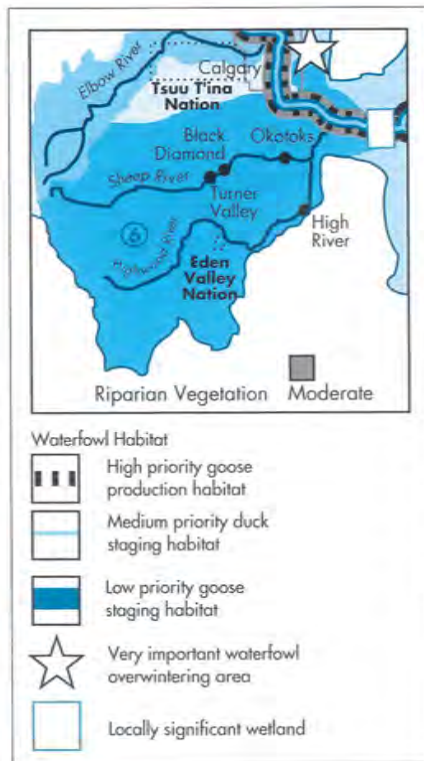 Elbow River
Calgary
Tsuu T'ina
Nation
Black
Diamond
Okotoks
Sheep River
Turner
Valley
6
Highwood River
High
River
Eden
Valley
Nation
Riparian Vegetation Moderate
Waterfowl Habitat
High priority goose
production habitat
Medium priority duck
staging habitat
Low priority goose
staging habitat
Very important waterfowl
overwintering area
Locally significant wetland